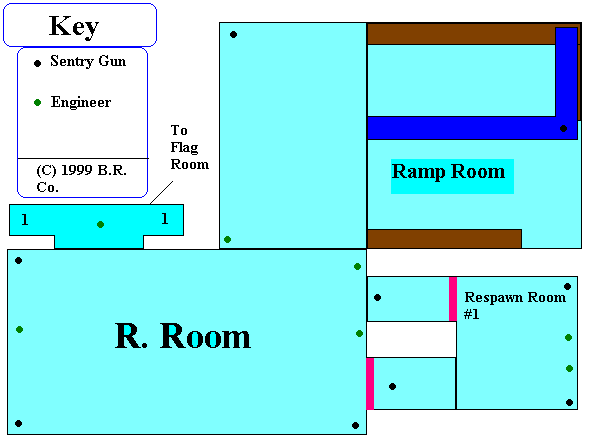 Key
Sentry Gun
Engineer
(C) 1999 B.R.
Co.
To
Flag
Room
1
1
Ramp Room
R. Room
Respawn Room
#1